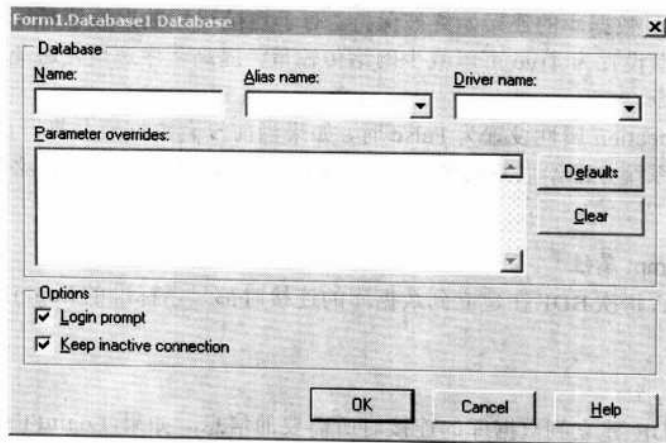 Form1.Database1 Database
Database
Name:
Alias name:
Driver name:
Parameter overrides:
Defaults
Clear
Options
Login prompt
Keep inactive connection
OK
Cancel
Help